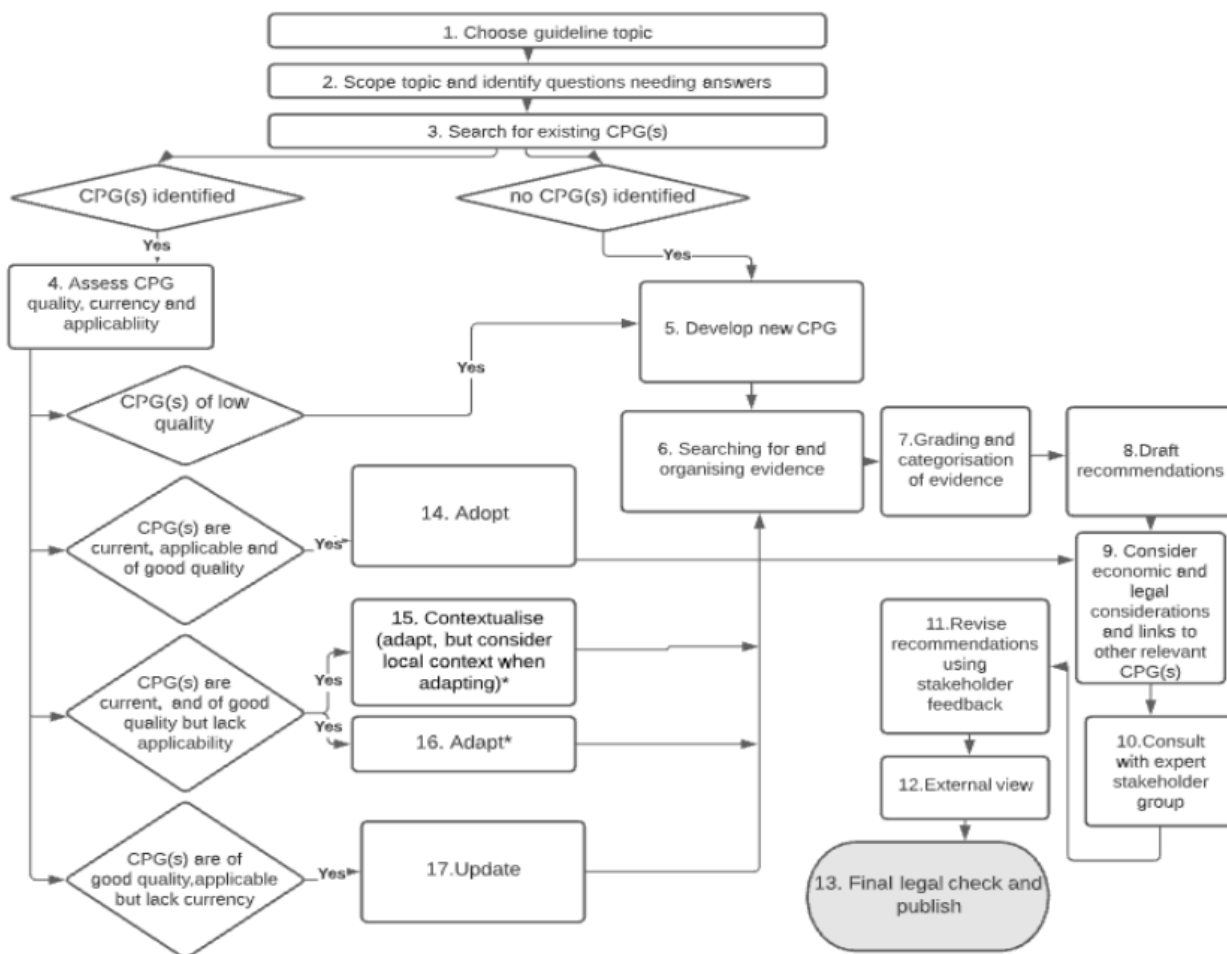 1. Choose guideline topic
2. Scope topic and identify questions needing answers
3. Search for existing CPG(s)
CPG(s) identified
no CPG(s) identified
Yes
Yes
4. Assess CPG
quality, currency and
applicabliity
5. Develop new CPG
Yes
CPG(s) of low
quality
6. Searching for and
organising evidence
7.Grading and
categorisation
of evidence
8.Draft
recommendations
CPG(s) are
current, applicable and
of good quality
Yes
14. Adopt
9. Consider
economic and
legal
considerations
and links to
other relevant
CPG(s)
CPG(s) are
current, and of good
quality but lack
applicability
Yes
Yes
15. Contextualise
(adapt, but consider
local context when
adapting)*
16. Adapt*
11.Revise
recommendations
using
stakeholder
feedback
10.Consult
with expert
stakeholder
group
12.External view
CPG(s) are of
good quality,applicable
but lack currency
Yes
17.Update
13. Final legal check and
publish